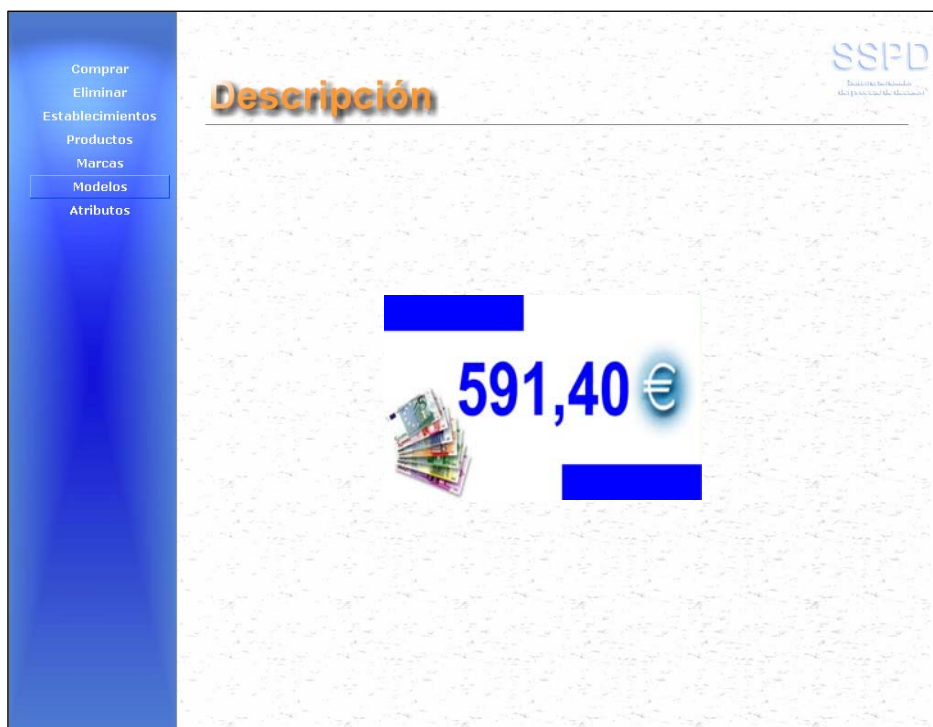 Comprar
Eliminar
Establecimientos
Productos
Marcas
Modelos
Atributos
SSPD
Descripción
591,40 €